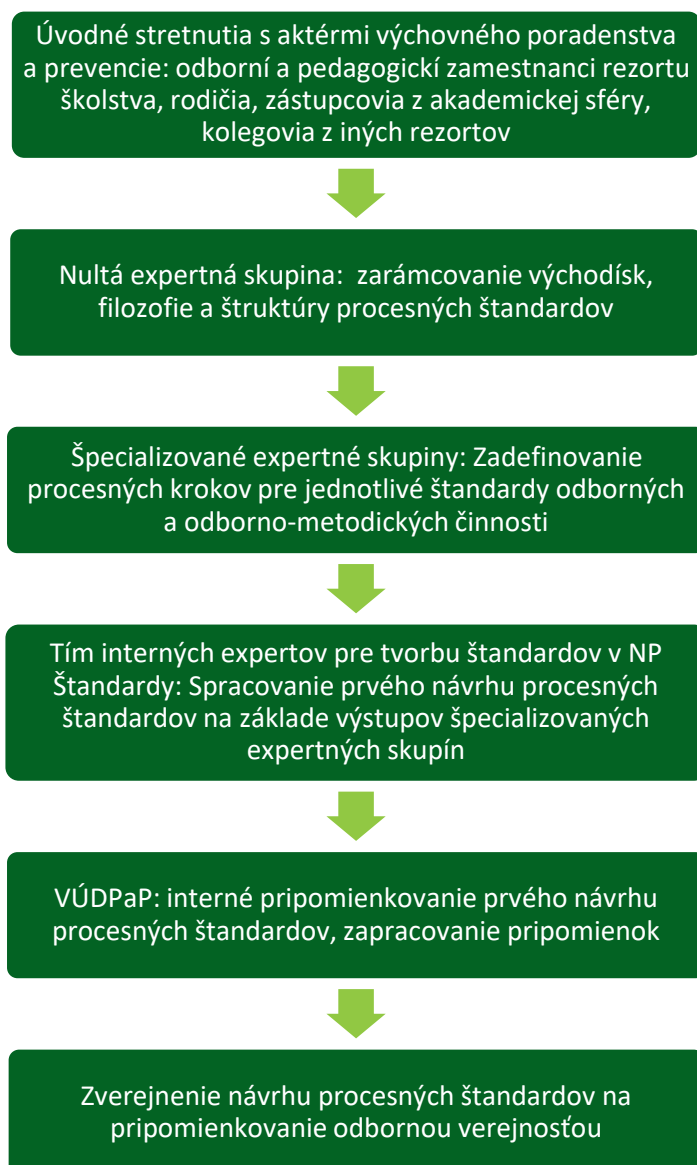 Úvodné stretnutia s aktérmi výchovného poradenstva
a prevencie: odborní a pedagogickí zamestnanci rezortu
školstva, rodičia, zástupcovia z akademickej sféry,
kolegovia z iných rezortov
Nultá expertná skupina: zarámcovanie východísk,
filozofie a štruktúry procesných štandardov
Špecializované expertné skupiny: Zadefinovanie
procesných krokov pre jednotlivé štandardy odborných
a odborno-metodických činnosti
Tím interných expertov pre tvorbu štandardov v NP
Štandardy: Spracovanie prvého návrhu procesných
štandardov na základe výstupov špecializovaných
expertných skupín
VÚDPaP: interné pripomienkovanie prvého návrhu
procesných štandardov, zapracovanie pripomienok
Zverejnenie návrhu procesných štandardov na
pripomienkovanie odbornou verejnosťou